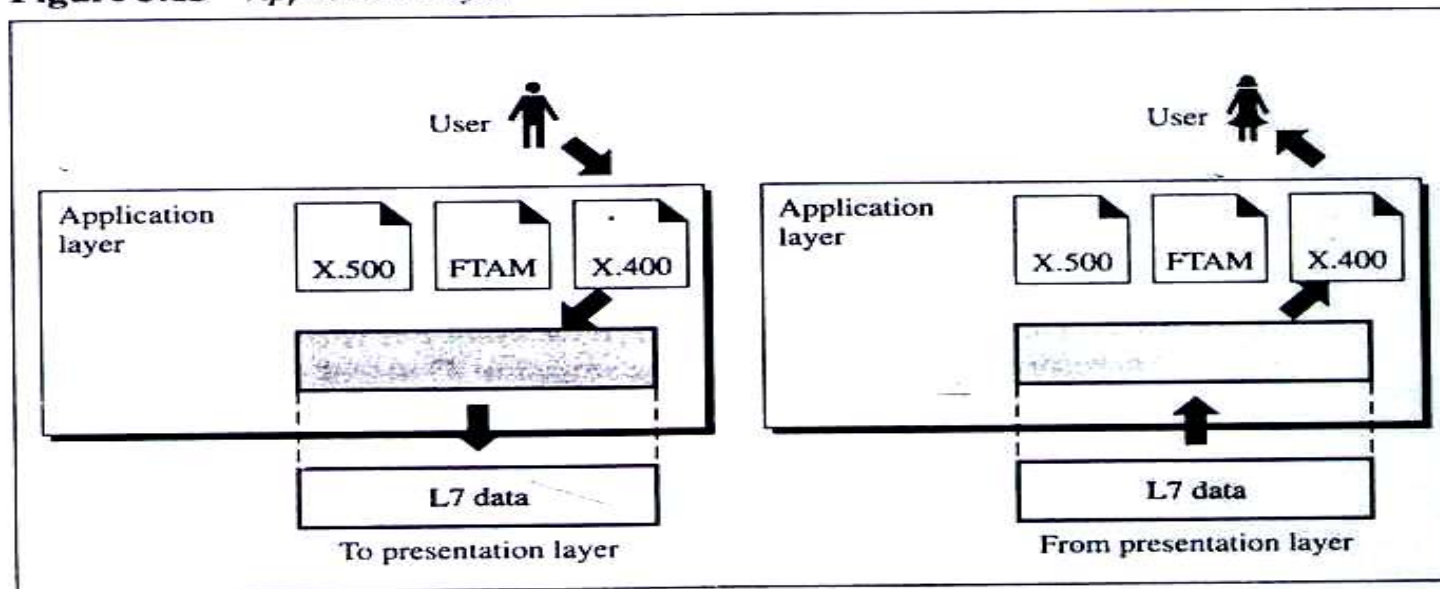 User
User
Application
layer
X.500
FTAM
X.400
Application
layer
X.500
FTAM
X.400
L7 data
L7 data
To presentation layer
From presentation layer